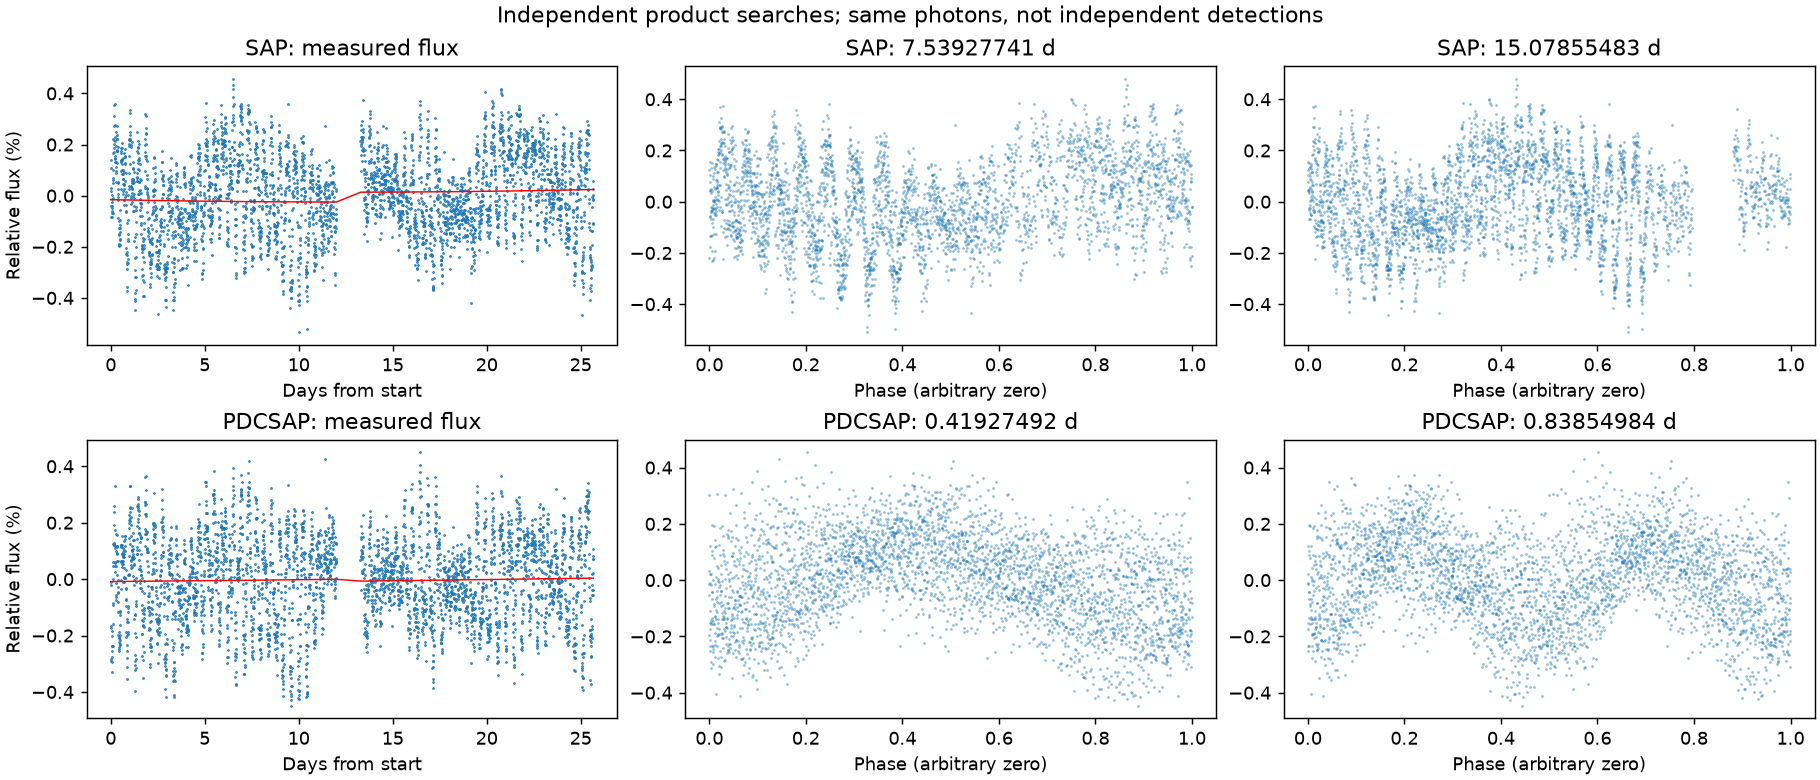 Independent product searches; same photons, not independent detections
SAP: measured flux
SAP: 7.53927741 d
SAP: 15.07855483 d
Relative flux (%)
0.4
0.2
0.0
−0.2
−0.4
0.4
0.2
0.0
−0.2
−0.4
0.4
0.2
0.0
−0.2
−0.4
0 5 10 15 20 25
0.0 0.2 0.4 0.6 0.8 1.0
0.0 0.2 0.4 0.6 0.8 1.0
Days from start
Phase (arbitrary zero)
Phase (arbitrary zero)
PDCSAP: measured flux
PDCSAP: 0.41927492 d
PDCSAP: 0.83854984 d
Relative flux (%)
0.4
0.2
0.0
−0.2
−0.4
0.4
0.2
0.0
−0.2
−0.4
0.4
0.2
0.0
−0.2
−0.4
0 5 10 15 20 25
0.0 0.2 0.4 0.6 0.8 1.0
0.0 0.2 0.4 0.6 0.8 1.0
Days from start
Phase (arbitrary zero)
Phase (arbitrary zero)